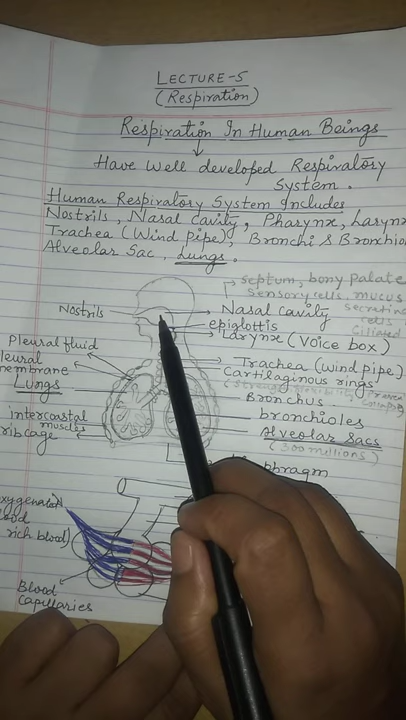 LECTURE-5
(Respiration)
Respiration In Human Beings
↓
Have well developed Respiratory
System.
Human Respiratory System Includes
Nostrils, Nasal cavity, Pharynx, Larynx
Trachea (Wind pipe), Bronchi & Bronchio
Alveolar Sac, Lungs.
Septum, bony palate
Sensory cells, mucus
Secreting
cells
Ciliated
Nostrils
Nasal cavity
epiglottis
Larynx (Voice box)
Pleural fluid
Pleural
membrane
Trachea (wind pipe)
Cartilaginous rings
Lungs
Bronchus
bronchioles
intercostal
muscles
ribcage
Alveolar Sacs
(300 millions)
Blood
Capillaries
rich blood)